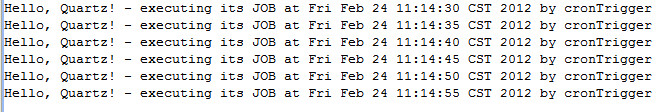 Hello, Quartz! - executing its JOB at Fri Feb 24 11:14:30 CST 2012 by cronTrigger
Hello, Quartz! - executing its JOB at Fri Feb 24 11:14:35 CST 2012 by cronTrigger
Hello, Quartz! - executing its JOB at Fri Feb 24 11:14:40 CST 2012 by cronTrigger
Hello, Quartz! - executing its JOB at Fri Feb 24 11:14:45 CST 2012 by cronTrigger
Hello, Quartz! - executing its JOB at Fri Feb 24 11:14:50 CST 2012 by cronTrigger
Hello, Quartz! - executing its JOB at Fri Feb 24 11:14:55 CST 2012 by cronTrigger